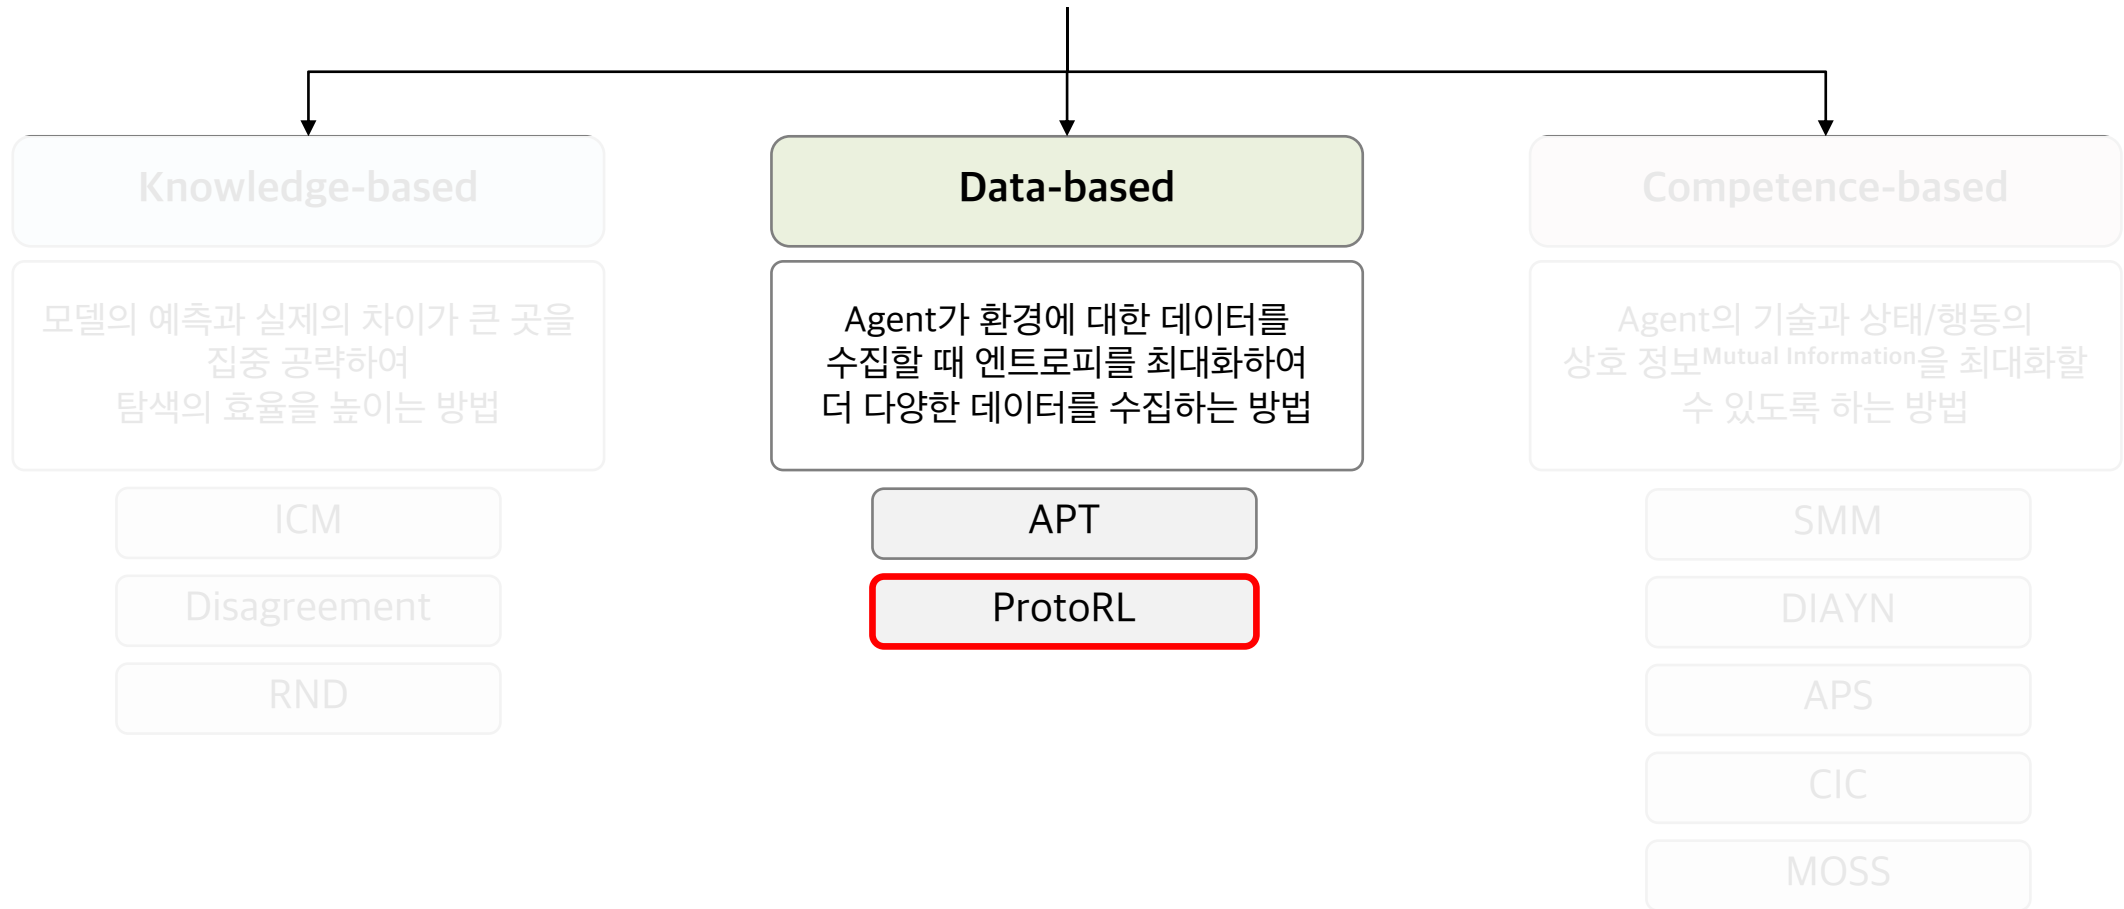 Knowledge-based
모델의 예측과 실제의 차이가 큰 곳을
집중 공략하여
탐색의 효율을 높이는 방법
ICM
Disagreement
RND
Data-based
Agent가 환경에 대한 데이터를
수집할 때 엔트로피를 최대화하여
더 다양한 데이터를 수집하는 방법
APT
ProtoRL
Competence-based
Agent의 기술과 상태/행동의
상호 정보Mutual Information을 최대화할
수 있도록 하는 방법
SMM
DIAYN
APS
CIC
MOSS